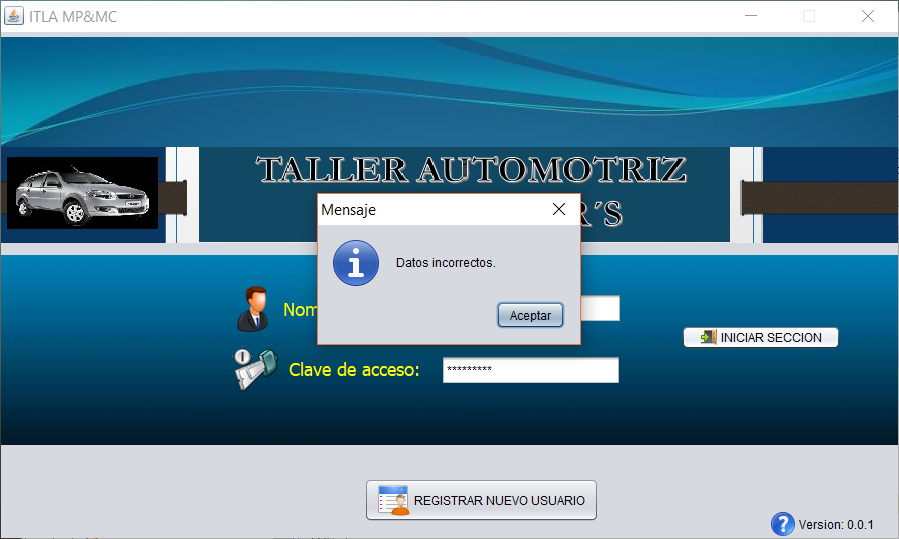 ITLA MP&MC
TALLER AUTOMOTRIZ
R´S
Mensaje
Datos incorrectos.
Aceptar
Nom
INICIAR SECCION
Clave de acceso:
*********
REGISTRAR NUEVO USUARIO
Version: 0.0.1